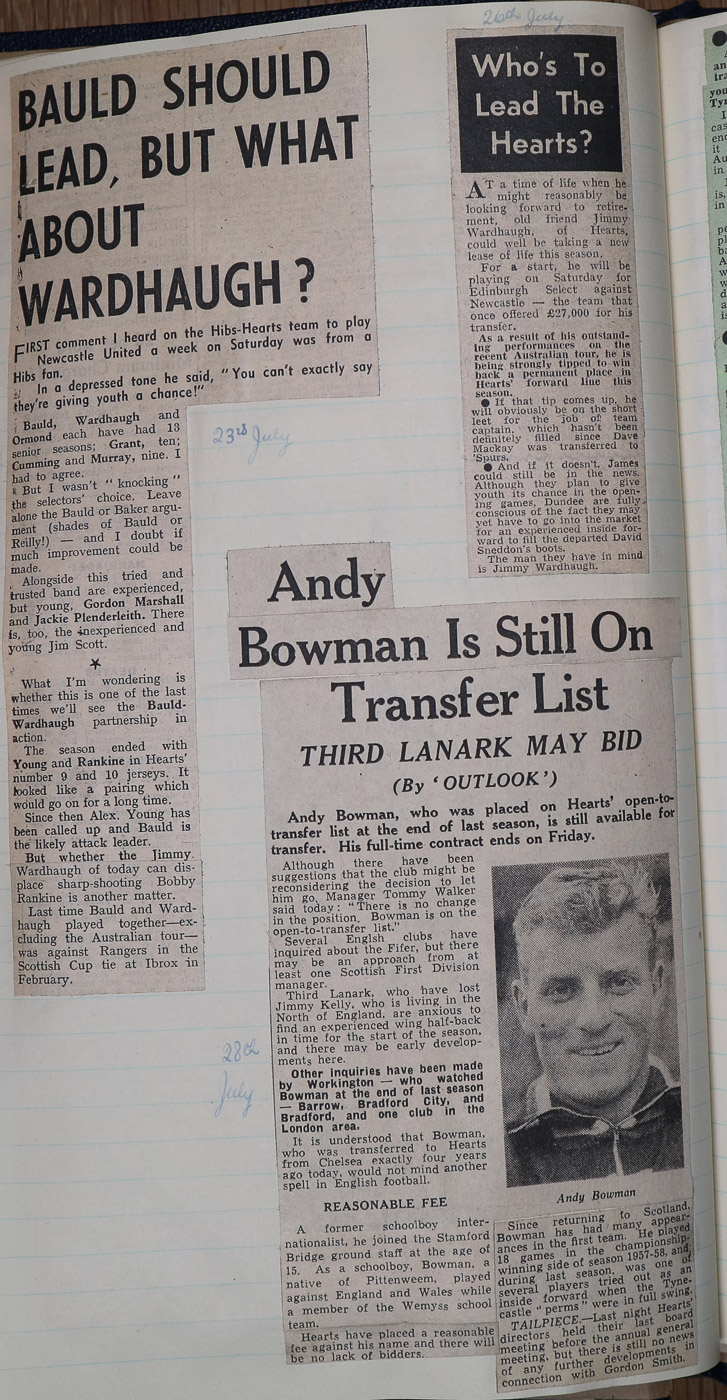 BAULD SHOULD
LEAD, BUT WHAT
ABOUT
WARDHAUGH?
FIRST comment I heard on the Hibs-Hearts team to play
Newcastle United a week on Saturday was from a
Hibs fan.
In a depressed tone he said, "You can't exactly say
they're giving youth a chance!"
Bauld, Wardhaugh and
Ormond each have had 13
senior seasons; Grant, ten;
Cumming and Murray, nine. I
had to agree.
But I wasn't "knocking"
the selectors' choice. Leave
alone the Bauld or Baker argu-
ment (shades of Bauld or
Reilly!) — and I doubt if
much improvement could be
made.
Alongside this tried and
trusted band are experienced,
but young, Gordon Marshall
and Jackie Plenderleith. There
is, too, the inexperienced and
young Jim Scott.
★
What I'm wondering is
whether this is one of the last
times we'll see the Bauld-
Wardhaugh partnership in
action.
The season ended with
Young and Rankine in Hearts'
number 9 and 10 jerseys. It
looked like a pairing which
would go on for a long time.
Since then Alex. Young has
been called up and Bauld is
the likely attack leader.
But whether the Jimmy
Wardhaugh of today can dis-
place sharp-shooting Bobby
Rankine is another matter.
Last time Bauld and Ward-
haugh played together—ex-
cluding the Australian tour—
was against Rangers in the
Scottish Cup tie at Ibrox in
February.
23rd July
26th July
Who's To
Lead The
Hearts?
AT a time of life when he
might reasonably be
looking forward to retire-
ment, old friend Jimmy
Wardhaugh, of Hearts,
could well be taking a new
lease of life this season.
For a start, he will be
playing on Saturday for
Edinburgh Select against
Newcastle — the team that
once offered £27,000 for his
transfer.
As a result of his outstand-
ing performances on the
recent Australian tour, he is
being strongly tipped to win
back a permanent place in
Hearts' forward line this
season.
● If that tip comes up, he
will obviously be on the short
leet for the job of team
captain, which hasn't been
definitely filled since Dave
Mackay was transferred to
'Spurs.
● And if it doesn't, James
could still be in the news.
Although they plan to give
youth its chance in the open-
ing games, Dundee are fully
conscious of the fact they may
yet have to go into the market
for an experienced inside for-
ward to fill the departed David
Sneddon's boots.
The man they have in mind
is Jimmy Wardhaugh.
Andy
Bowman Is Still On
Transfer List
THIRD LANARK MAY BID
(By 'OUTLOOK')
Andy Bowman, who was placed on Hearts' open-to-
transfer list at the end of last season, is still available for
transfer. His full-time contract ends on Friday.
Although there have been
suggestions that the club might be
reconsidering the decision to let
him go, Manager Tommy Walker
said today: "There is no change
in the position. Bowman is on the
open-to-transfer list."
Several Englsh clubs have
inquired about the Fifer, but there
may be an approach from at
least one Scottish First Division
manager.
Third Lanark, who have lost
Jimmy Kelly, who is living in the
North of England, are anxious to
find an experienced wing half-back
in time for the start of the season,
and there may be early develop-
ments here.
Other inquiries have been made
by Workington — who watched
Bowman at the end of last season
— Barrow, Bradford City, and
Bradford, and one club in the
London area.
It is understood that Bowman,
who was transferred to Hearts
from Chelsea exactly four years
ago today, would not mind another
spell in English football.
REASONABLE FEE
A former schoolboy inter-
nationalist, he joined the Stamford
Bridge ground staff at the age of
15. As a schoolboy, Bowman, a
native of Pittenweem, played
against England and Wales while
a member of the Wemyss school
team.
Hearts have placed a reasonable
fee against his name and there will
be no lack of bidders.
28th
July
Andy Bowman
Since returning to Scotland,
Bowman has had many appear-
ances in the first team. He played
18 games in the championship-
winning side of season 1957-58, and,
during last season, was one of
several players tried out as an
inside forward when the Tyne-
castle "perms" were in full swing.
TAILPIECE.—Last night Hearts'
directors held their last board
meeting before the annual general
meeting, but there is still no news
of any further developments in
connection with Gordon Smith.